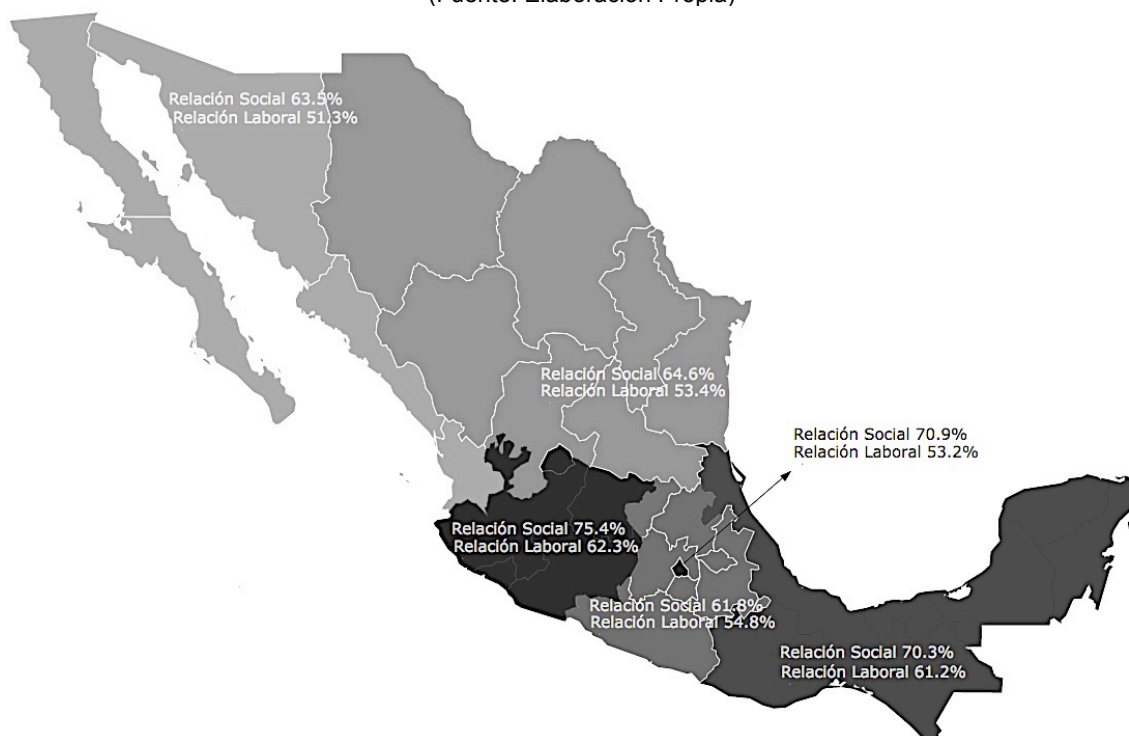 (Fuente: Elaboración Propia)
Relación Social 63.5%
Relación Laboral 51.3%
Relación Social 64.6%
Relación Laboral 53.4%
Relación Social 70.9%
Relación Laboral 53.2%
Relación Social 75.4%
Relación Laboral 62.3%
Relación Social 61.8%
Relación Laboral 54.8%
Relación Social 70.3%
Relación Laboral 61.2%